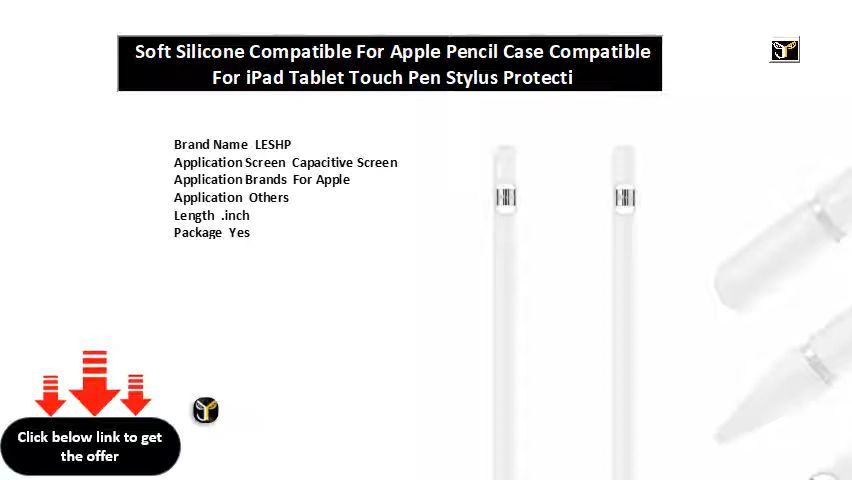 Soft Silicone Compatible For Apple Pencil Case Compatible
For iPad Tablet Touch Pen Stylus Protecti
Brand Name LESHP
Application Screen Capacitive Screen
Application Brands For Apple
Application Others
Length .inch
Package Yes
Click below link to get
the offer